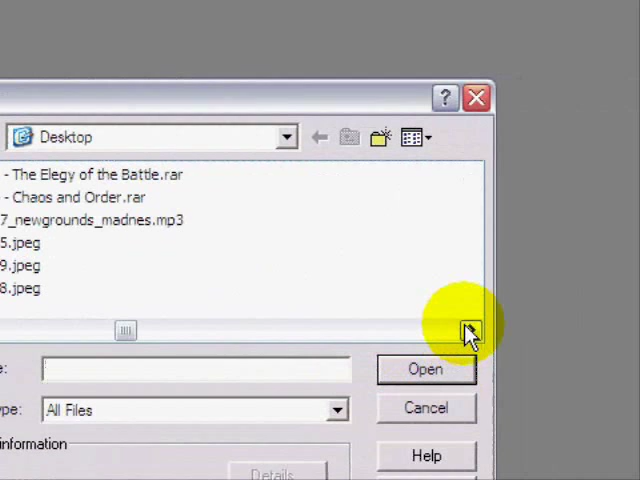 ?
Desktop
- The Elegy of the Battle.rar
- Chaos and Order.rar
7_newgrounds_madnes.mp3
5.jpeg
9.jpeg
8.jpeg
e:
Open
ype:
All Files
Cancel
information
Help
Details